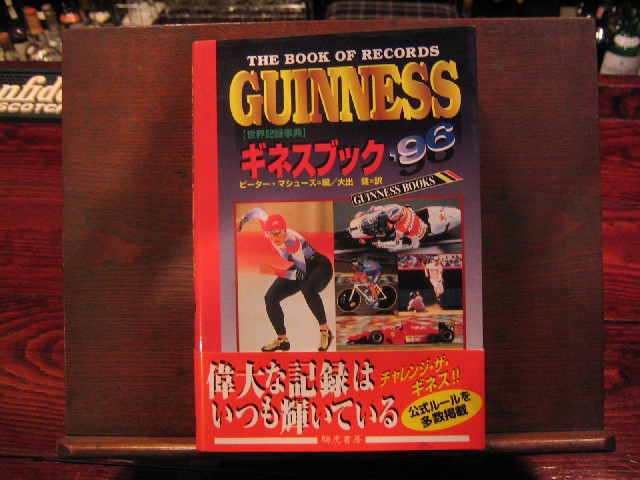 THE BOOK OF RECORDS
GUINNESS
[世界記録事典]
ギネスブック '96
ピーター・マシューズ=編/大出 健=訳
GUINNESS BOOKS
偉大な記録は
いつも輝いている
チャレンジ・ザ・
ギネス!!
公式ルールを
多数掲載
騎虎書房
SCOTCH